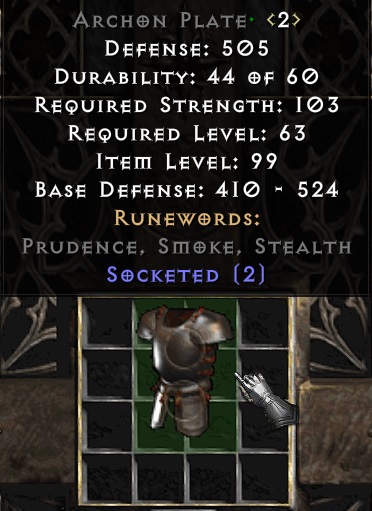 Archon Plate· <2>
Defense: 505
Durability: 44 of 60
Required Strength: 103
Required Level: 63
Item Level: 99
Base Defense: 410 - 524
Runewords:
Prudence, Smoke, Stealth
Socketed (2)